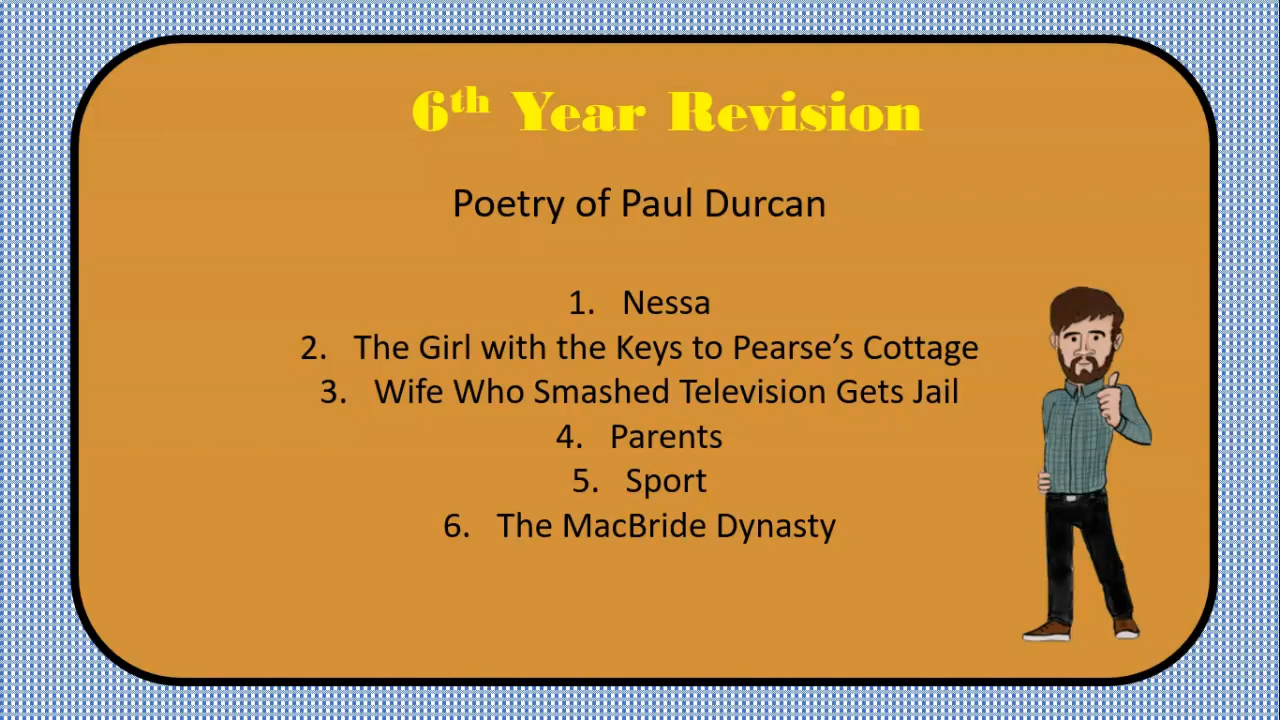 6th Year Revision
Poetry of Paul Durcan
1. Nessa
2. The Girl with the Keys to Pearse’s Cottage
3. Wife Who Smashed Television Gets Jail
4. Parents
5. Sport
6. The MacBride Dynasty